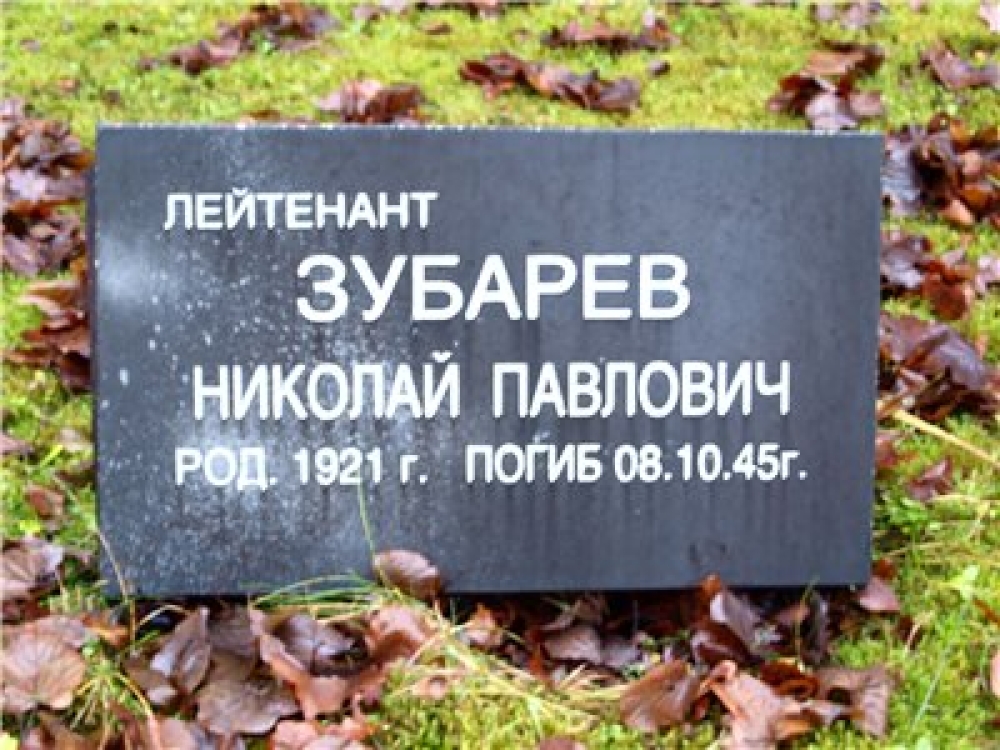 ЛЕЙТЕНАНТ
ЗУБАРЕВ
НИКОЛАЙ ПАВЛОВИЧ
РОД. 1921 г. ПОГИБ 08.10.45г.